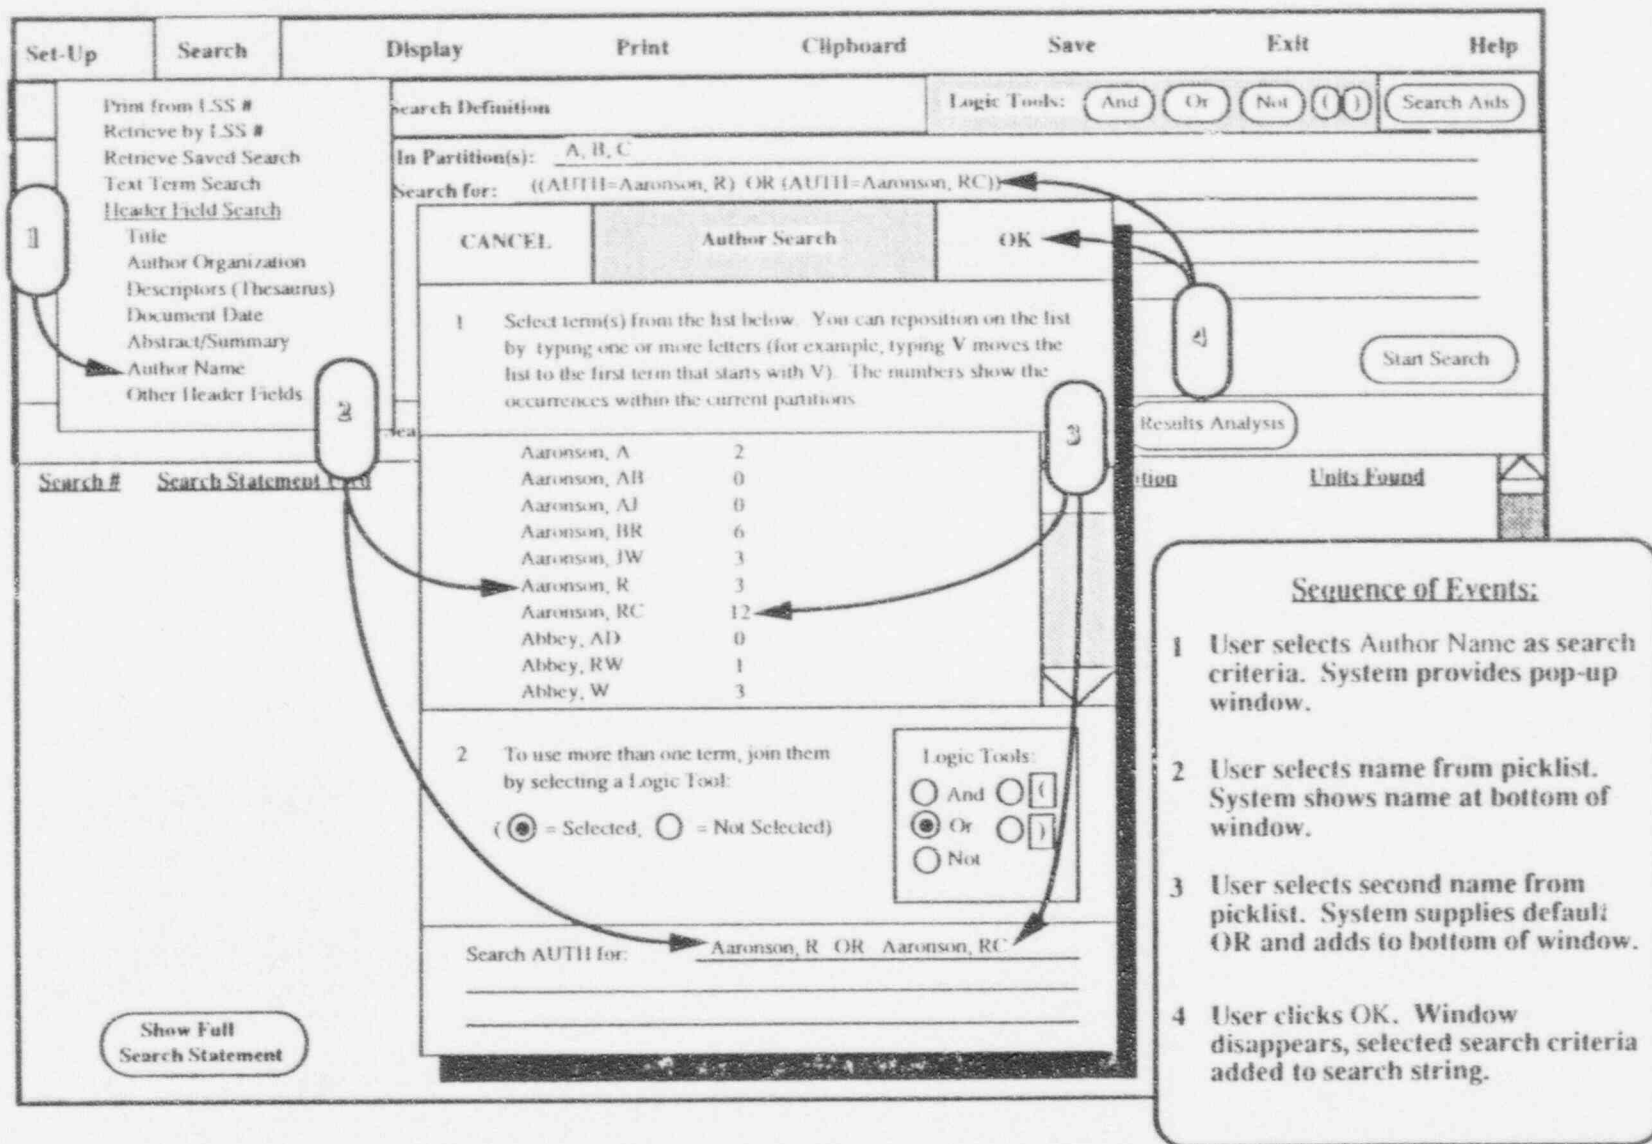 Set-Up Search Display Print Clipboard Save Exit Help
Print from LSS #
Retrieve by LSS #
Retrieve Saved Search
Text Term Search
Header Field Search
Title
Author Organization
Descriptors (Thesaurus)
Document Date
Abstract/Summary
Author Name
Other Header Fields
Search Definition
Logic Tools: And Or Not ( ) Search Aids
In Partition(s): A, B, C
Search for: ((AUTH=Aaronson, R) OR (AUTH=Aaronson, RC))
1
2
3
4
CANCEL Author Search OK
1 Select term(s) from the list below. You can reposition on the list
by typing one or more letters (for example, typing V moves the
list to the first term that starts with V). The numbers show the
occurrences within the current partitions
Start Search
Results Analysis
Sea
Search # Search Statement tion Units Found
Aaronson, A 2
Aaronson, AB 0
Aaronson, AJ 0
Aaronson, BR 6
Aaronson, JW 3
Aaronson, R 3
Aaronson, RC 12
Abbey, AD 0
Abbey, RW 1
Abbey, W 3
2 To use more than one term, join them
by selecting a Logic Tool:
( = Selected, = Not Selected)
Logic Tools:
And (
Or )
Not
Search AUTH for: Aaronson, R OR Aaronson, RC
Show Full
Search Statement
Sequence of Events:
1 User selects Author Name as search
criteria. System provides pop-up
window.
2 User selects name from picklist.
System shows name at bottom of
window.
3 User selects second name from
picklist. System supplies default
OR and adds to bottom of window.
4 User clicks OK. Window
disappears, selected search criteria
added to search string.